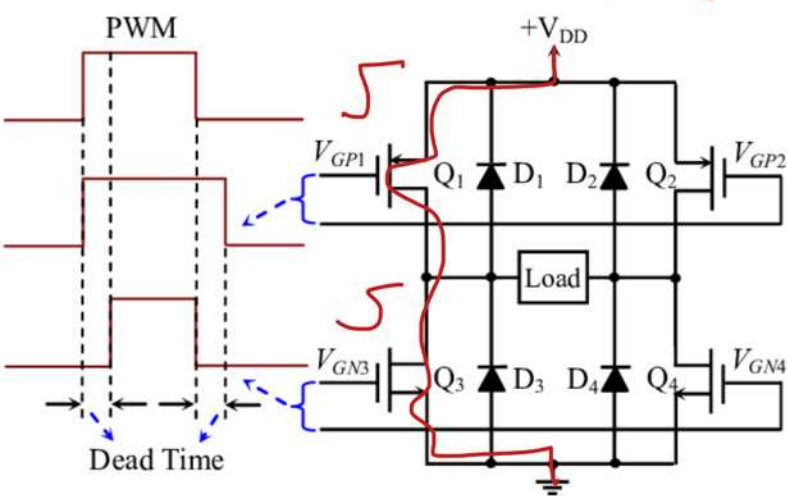 PWM
+VDD
VGP1
Q1
D1
D2
Q2
VGP2
Load
VGN3
Q3
D3
D4
Q4
VGN4
Dead Time